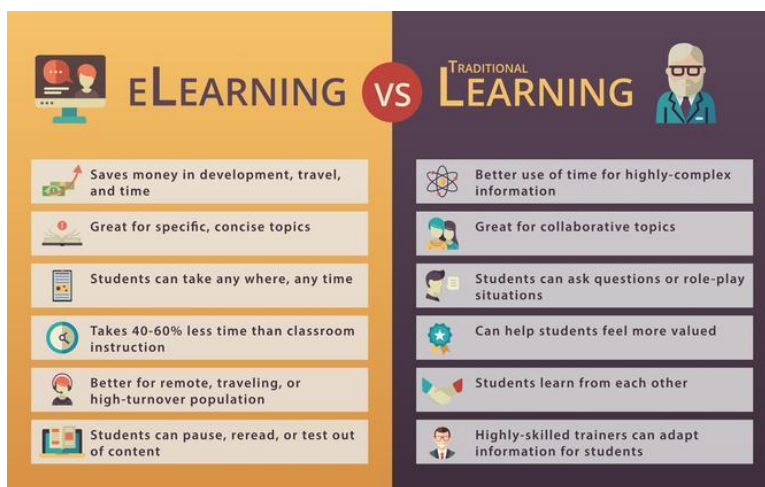 eLearning
vs
Traditional
Learning
Saves money in development, travel,
and time
Great for specific, concise topics
Students can take any where, any time
Takes 40-60% less time than classroom
instruction
Better for remote, traveling, or
high-turnover population
Students can pause, reread, or test out
of content
Better use of time for highly-complex
information
Great for collaborative topics
Students can ask questions or role-play
situations
Can help students feel more valued
Students learn from each other
Highly-skilled trainers can adapt
information for students